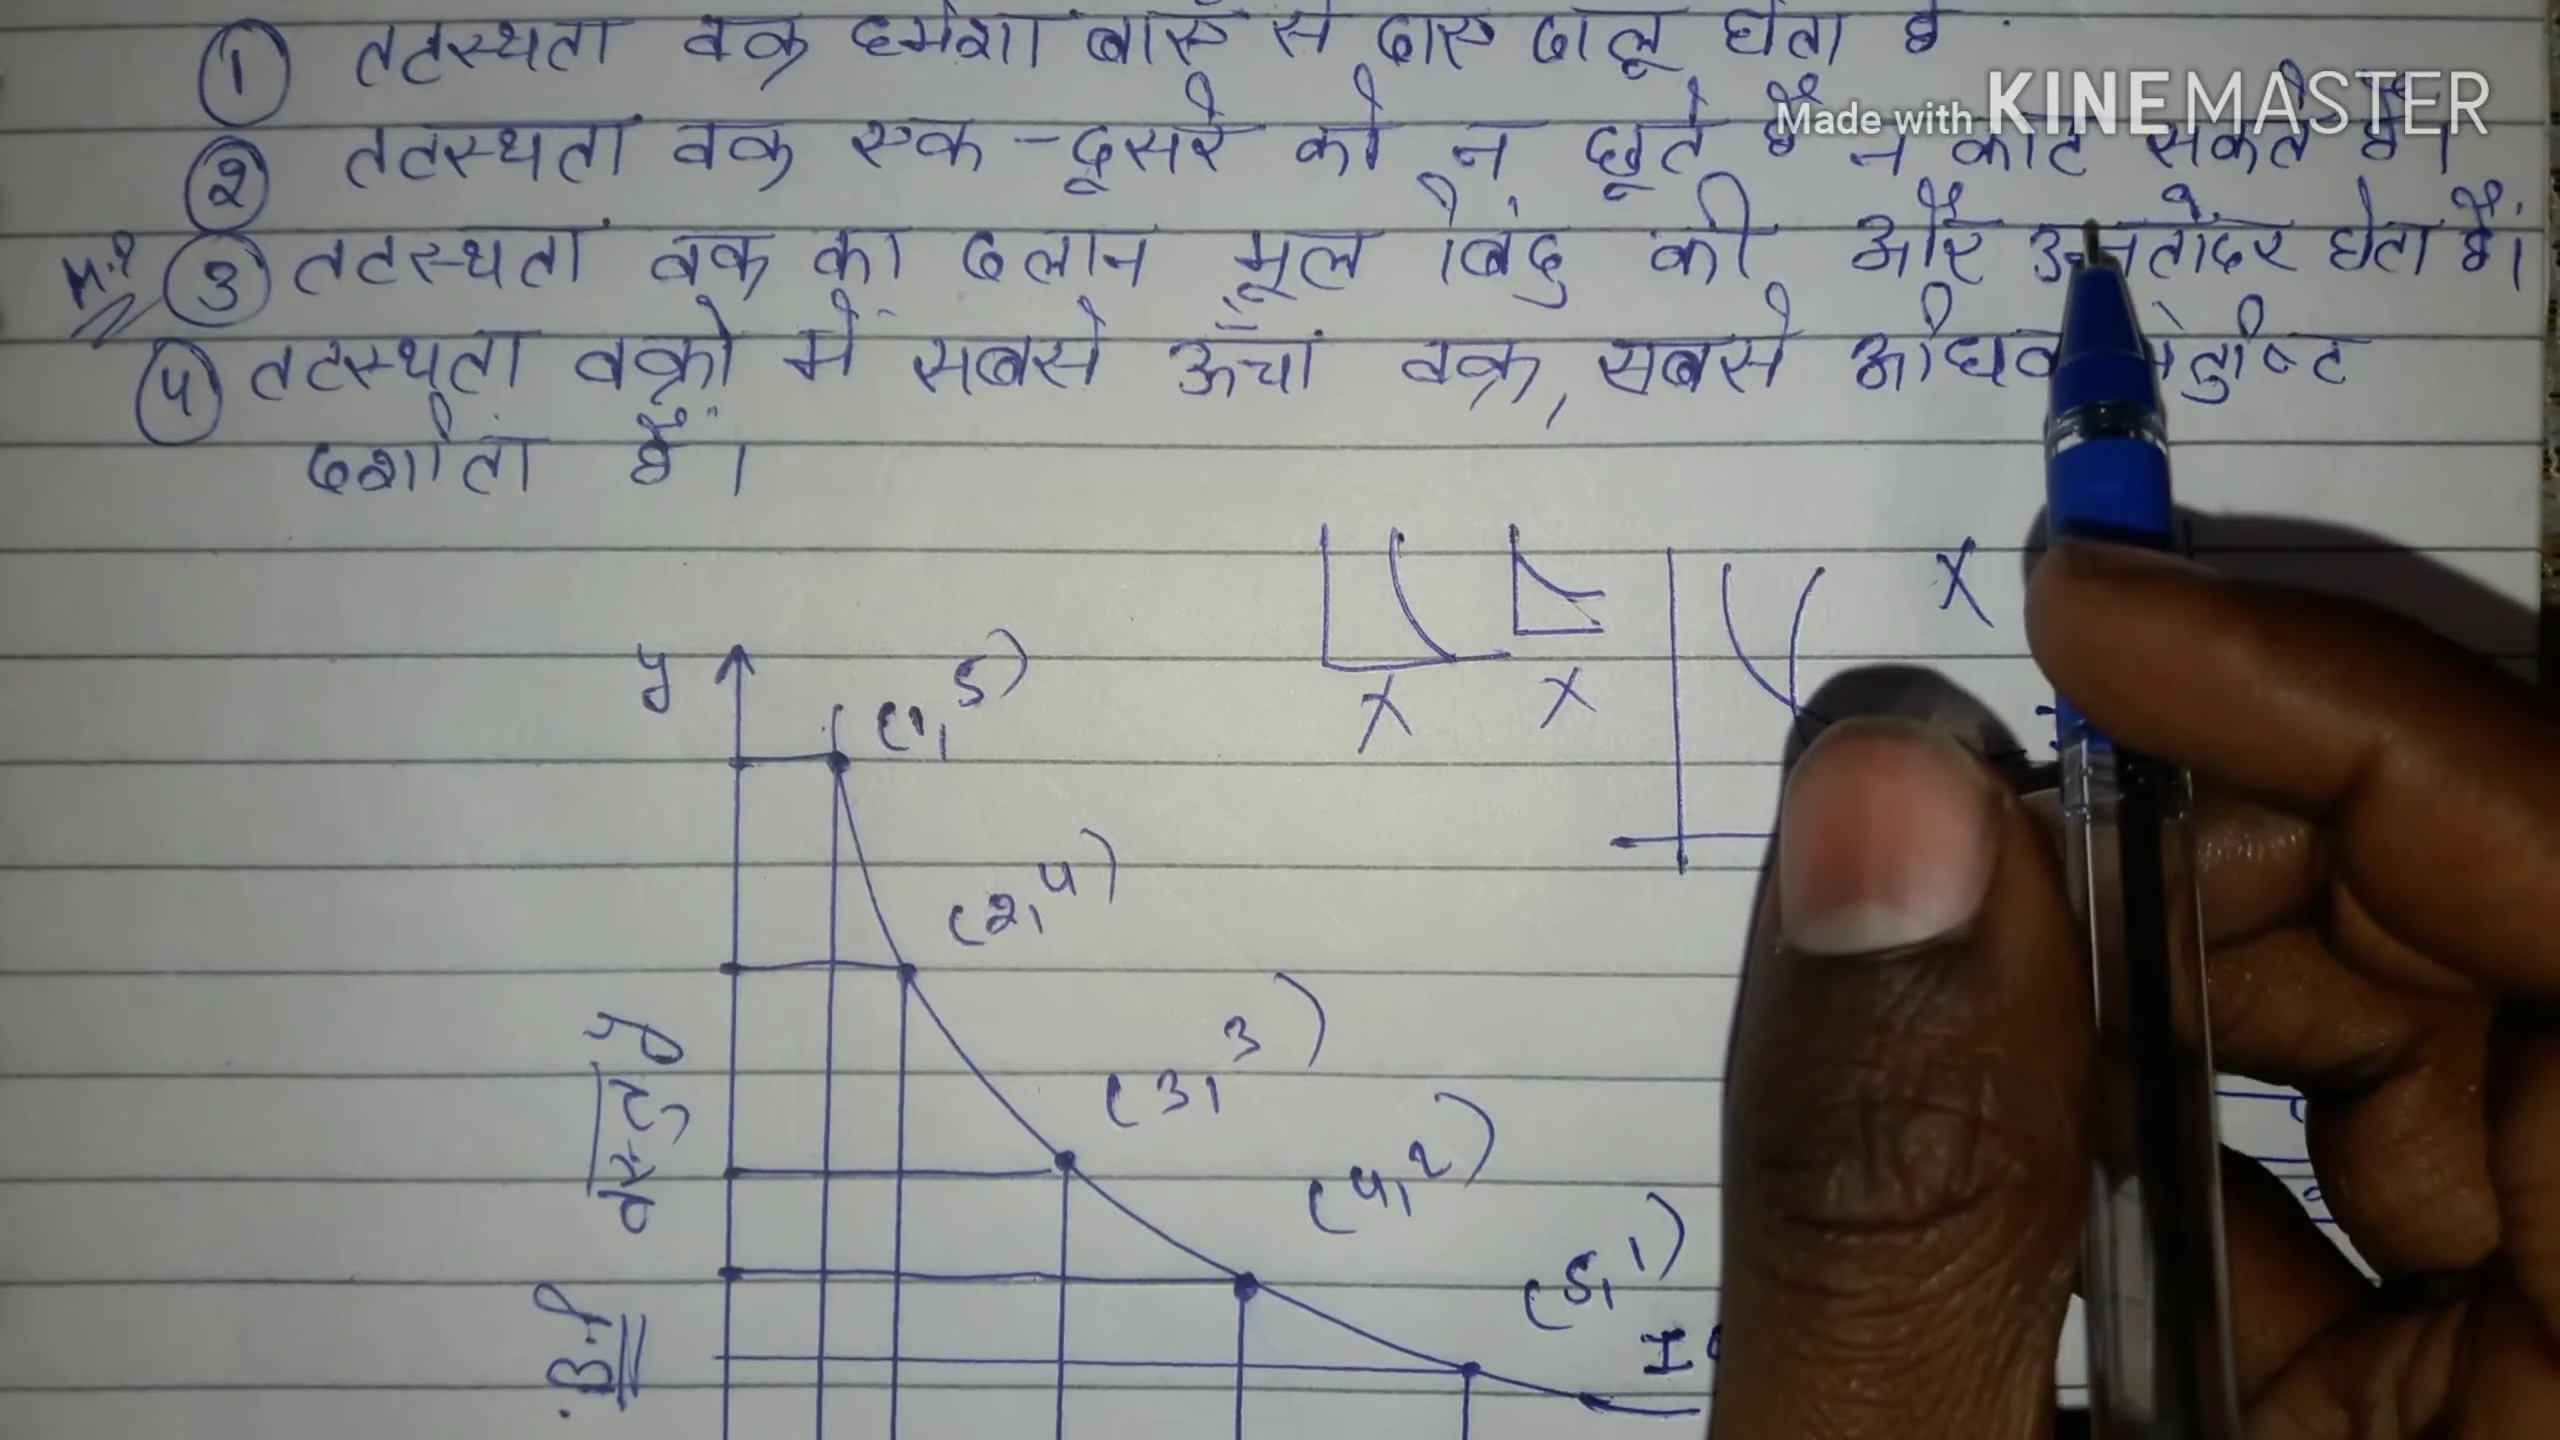 ① तटस्थता वक्र हमेशा बाएँ से दाएँ ढालू होता है
Made with KINEMASTER
② तटस्थता वक्र एक-दूसरे को न छूते है न काट सकते हैं।
③ तटस्थता वक्र का ढलान मूल बिंदु की और उन्नतोदर होता है।
④ तटस्थता वक्रो में सबसे ऊँचा वक्र, सबसे अधिक संतुष्टि
दर्शाता है।
X X X
y
(1,5)
(2,4)
(3,3)
(4,2)
(5,1)
वस्तु y